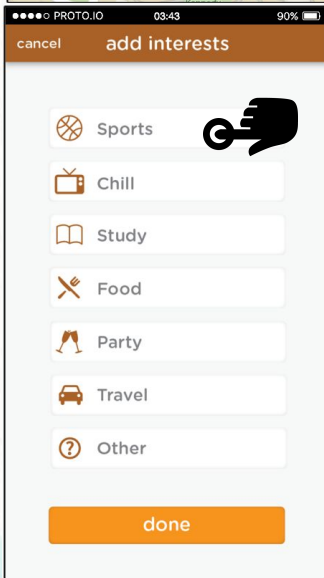 PROTO.IO 03:43 90%
cancel add interests
Sports
Chill
Study
Food
Party
Travel
? Other
done